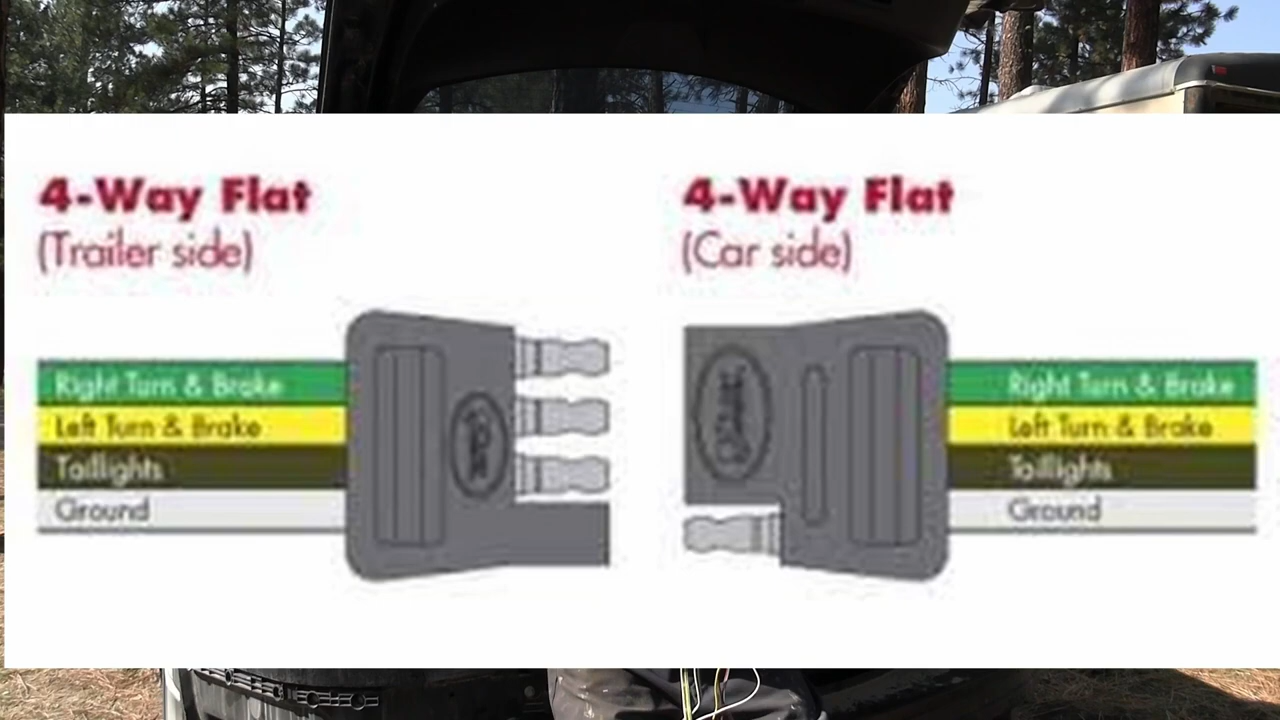 4-Way Flat
(Trailer side)
Right Turn & Brake
Left Turn & Brake
Taillights
Ground
4-Way Flat
(Car side)
Right Turn & Brake
Left Turn & Brake
Taillights
Ground